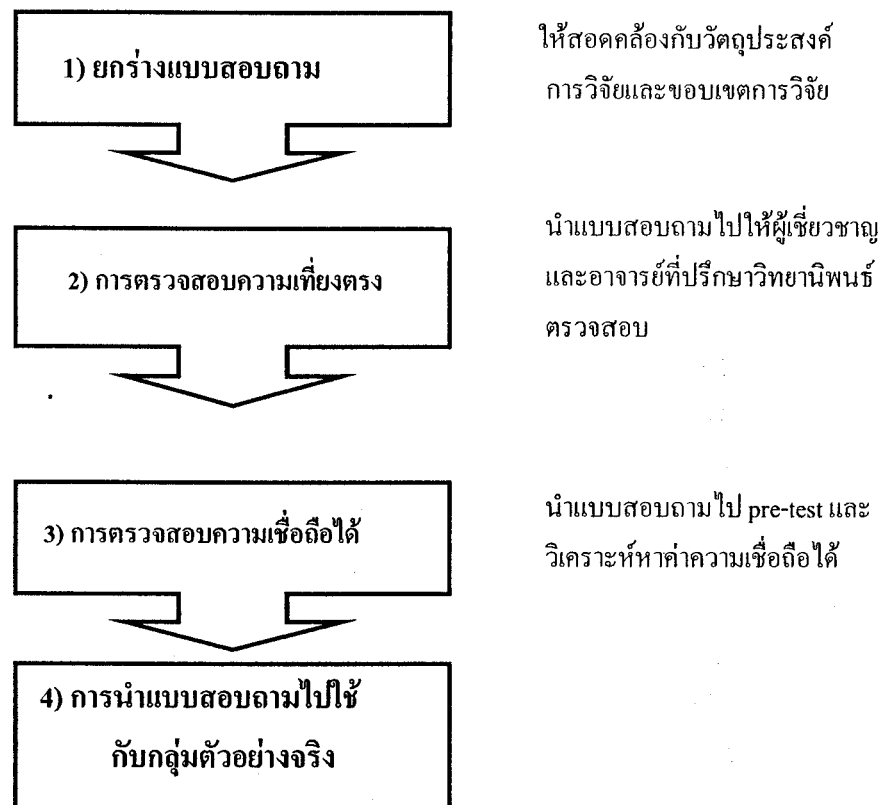 1) ยกร่างแบบสอบถาม
ให้สอดคล้องกับวัตถุประสงค์
การวิจัยและขอบเขตการวิจัย
2) การตรวจสอบความเที่ยงตรง
นำแบบสอบถามไปให้ผู้เชี่ยวชาญ
และอาจารย์ที่ปรึกษาวิทยานิพนธ์
ตรวจสอบ
3) การตรวจสอบความเชื่อถือได้
นำแบบสอบถามไป pre-test และ
วิเคราะห์หาค่าความเชื่อถือได้
4) การนำแบบสอบถามไปใช้
กับกลุ่มตัวอย่างจริง